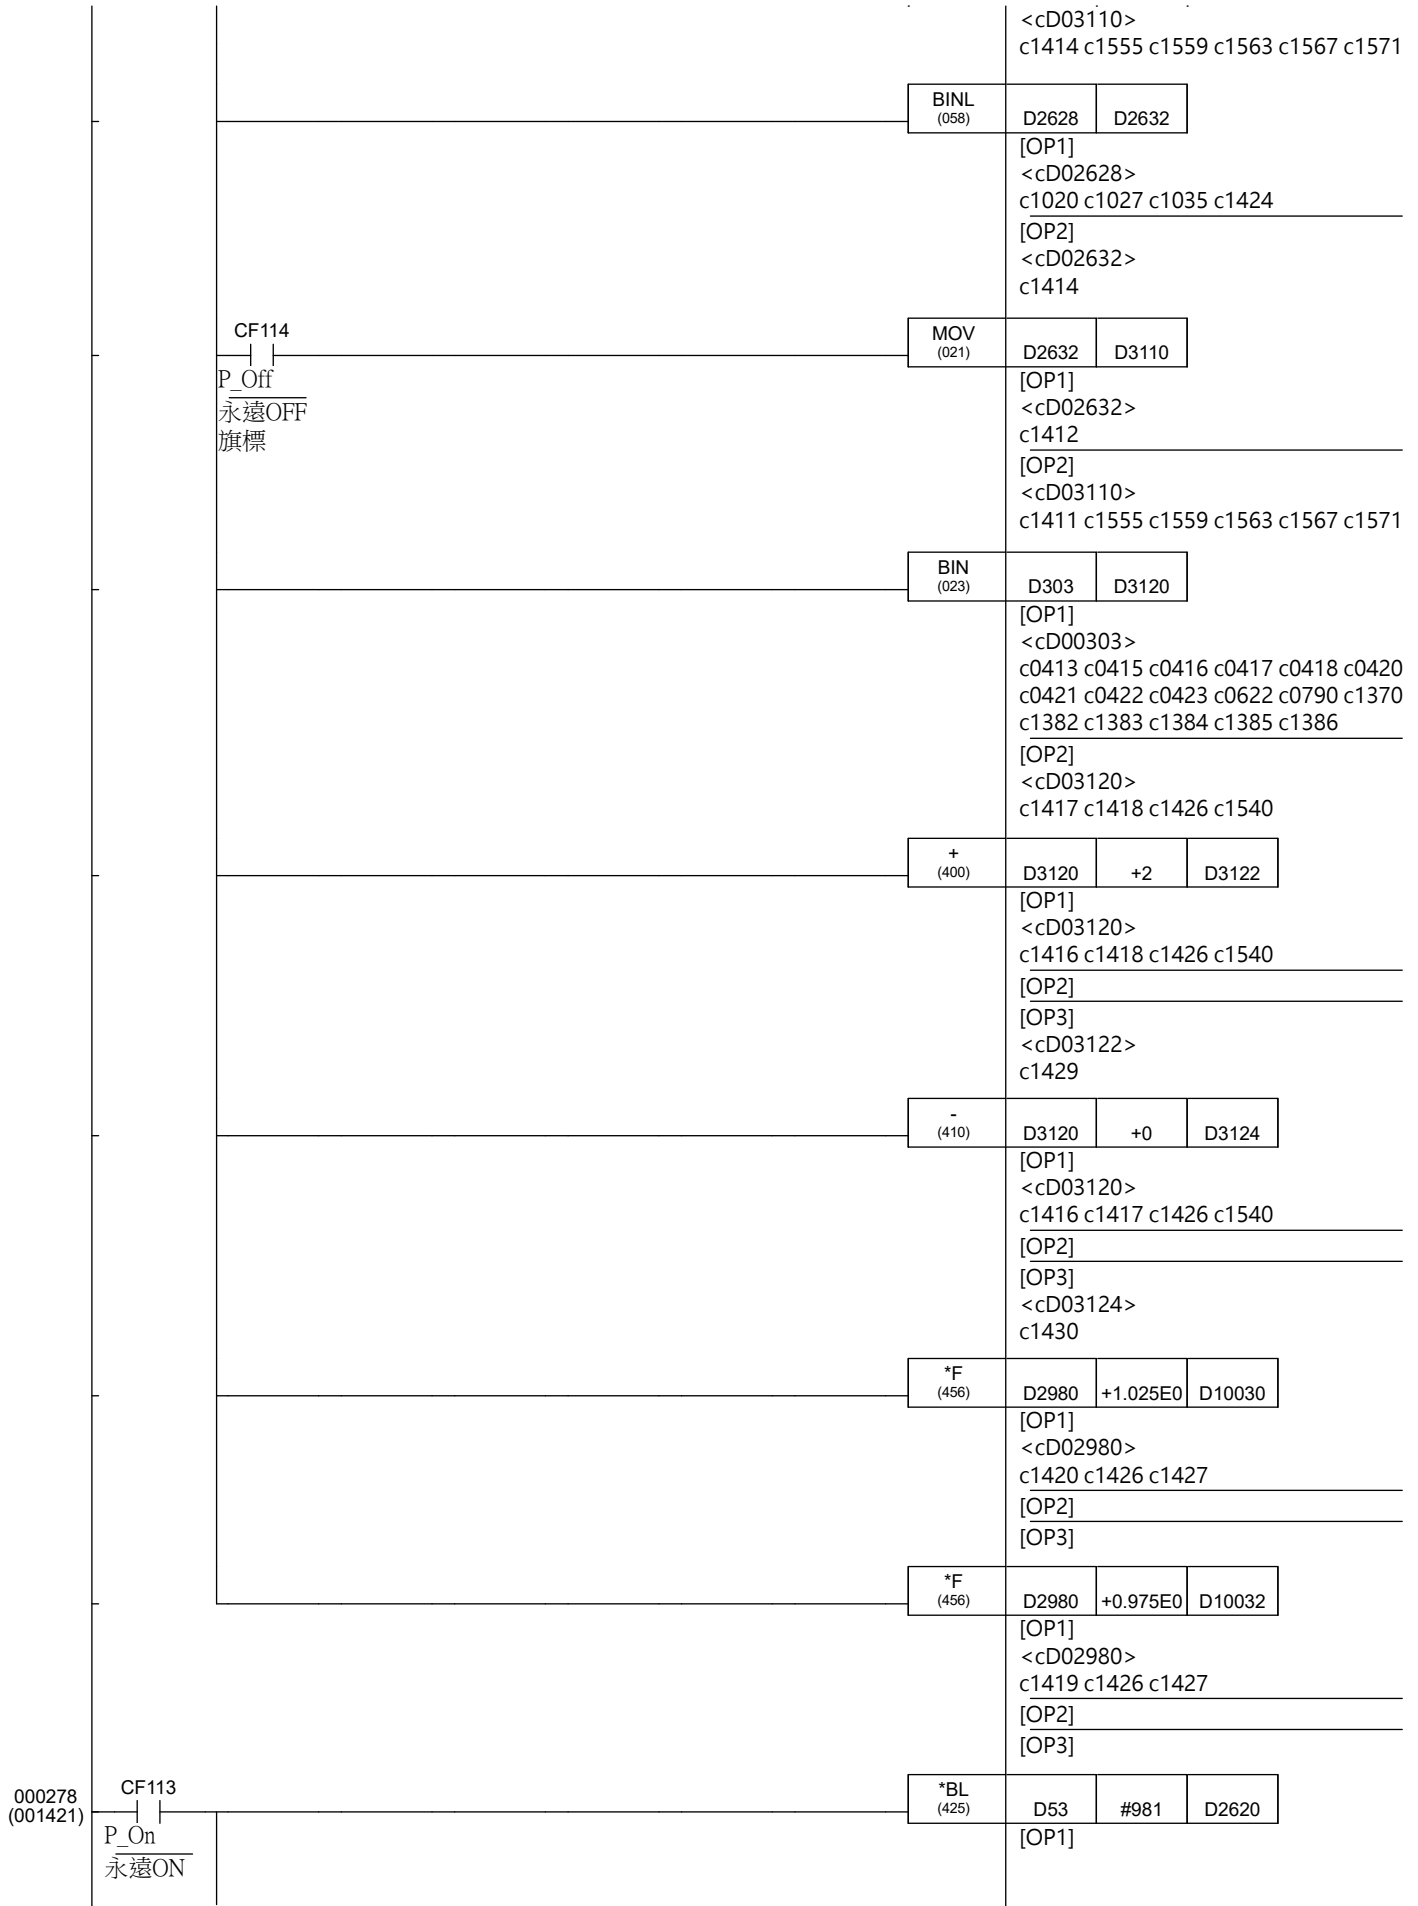 <cD03110>
c1414 c1555 c1559 c1563 c1567 c1571
BINL
(058) D2628 D2632
[OP1]
<cD02628>
c1020 c1027 c1035 c1424
[OP2]
<cD02632>
c1414
CF114
MOV
(021) D2632 D3110
P_Off
永遠OFF
旗標
[OP1]
<cD02632>
c1412
[OP2]
<cD03110>
c1411 c1555 c1559 c1563 c1567 c1571
BIN
(023) D303 D3120
[OP1]
<cD00303>
c0413 c0415 c0416 c0417 c0418 c0420
c0421 c0422 c0423 c0622 c0790 c1370
c1382 c1383 c1384 c1385 c1386
[OP2]
<cD03120>
c1417 c1418 c1426 c1540
+
(400) D3120 +2 D3122
[OP1]
<cD03120>
c1416 c1418 c1426 c1540
[OP2]
[OP3]
<cD03122>
c1429
-
(410) D3120 +0 D3124
[OP1]
<cD03120>
c1416 c1417 c1426 c1540
[OP2]
[OP3]
<cD03124>
c1430
*F
(456) D2980 +1.025E0 D10030
[OP1]
<cD02980>
c1420 c1426 c1427
[OP2]
[OP3]
*F
(456) D2980 +0.975E0 D10032
[OP1]
<cD02980>
c1419 c1426 c1427
[OP2]
[OP3]
000278
(001421)
CF113
P_On
永遠ON
*BL
(425) D53 #981 D2620
[OP1]